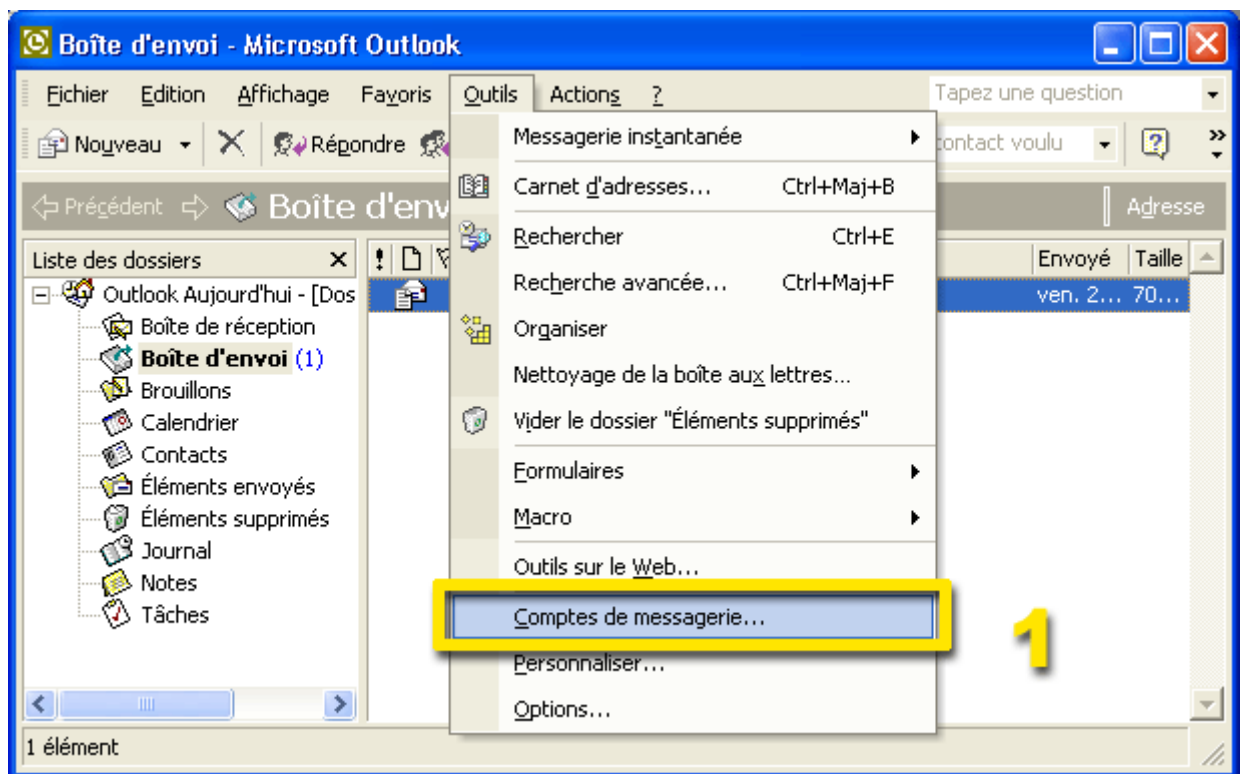 Boîte d'envoi - Microsoft Outlook
Fichier Edition Affichage Favoris Outils Actions ? Tapez une question
Nouveau Répondre contact voulu
Précédent Boîte d'env Adresse
Liste des dossiers
Outlook Aujourd'hui - [Dos
Boîte de réception
Boîte d'envoi (1)
Brouillons
Calendrier
Contacts
Éléments envoyés
Éléments supprimés
Journal
Notes
Tâches
Messagerie instantanée
Carnet d'adresses... Ctrl+Maj+B
Rechercher Ctrl+E
Recherche avancée... Ctrl+Maj+F
Organiser
Nettoyage de la boîte aux lettres...
Vider le dossier "Éléments supprimés"
Formulaires
Macro
Outils sur le Web...
Comptes de messagerie...
Personnaliser...
Options...
1
Envoyé Taille
ven. 2... 70...
1 élément